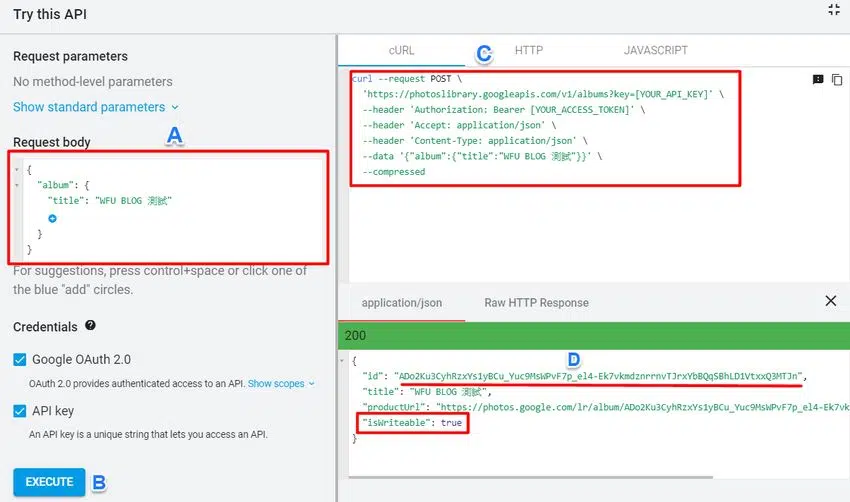 Try this API
Request parameters
No method-level parameters
Show standard parameters
A
Request body
{
"album": {
"title": "WFU BLOG 測試"
}
}
For suggestions, press control+space or click one of
the blue "add" circles.
Credentials
Google OAuth 2.0
OAuth 2.0 provides authenticated access to an API. Show scopes
API key
An API key is a unique string that lets you access an API.
EXECUTE
B
cURL
C
HTTP
JAVASCRIPT
curl --request POST \
'https://photoslibrary.googleapis.com/v1/albums?key=[YOUR_API_KEY]' \
--header 'Authorization: Bearer [YOUR_ACCESS_TOKEN]' \
--header 'Accept: application/json' \
--header 'Content-Type: application/json' \
--data '{"album":{"title":"WFU BLOG 測試"}}' \
--compressed
application/json
Raw HTTP Response
200
D
{
"id": "ADo2Ku3CyhRzxYs1yBCu_Yuc9MsWPvF7p_el4-Ek7vkmdznrrnvTJrxYbBQqSBhLD1VtxxQ3MTJn",
"title": "WFU BLOG 測試",
"productUrl": "https://photos.google.com/lr/album/ADo2Ku3CyhRzxYs1yBCu_Yuc9MsWPvF7p_el4-Ek7vk
"isWriteable": true
}